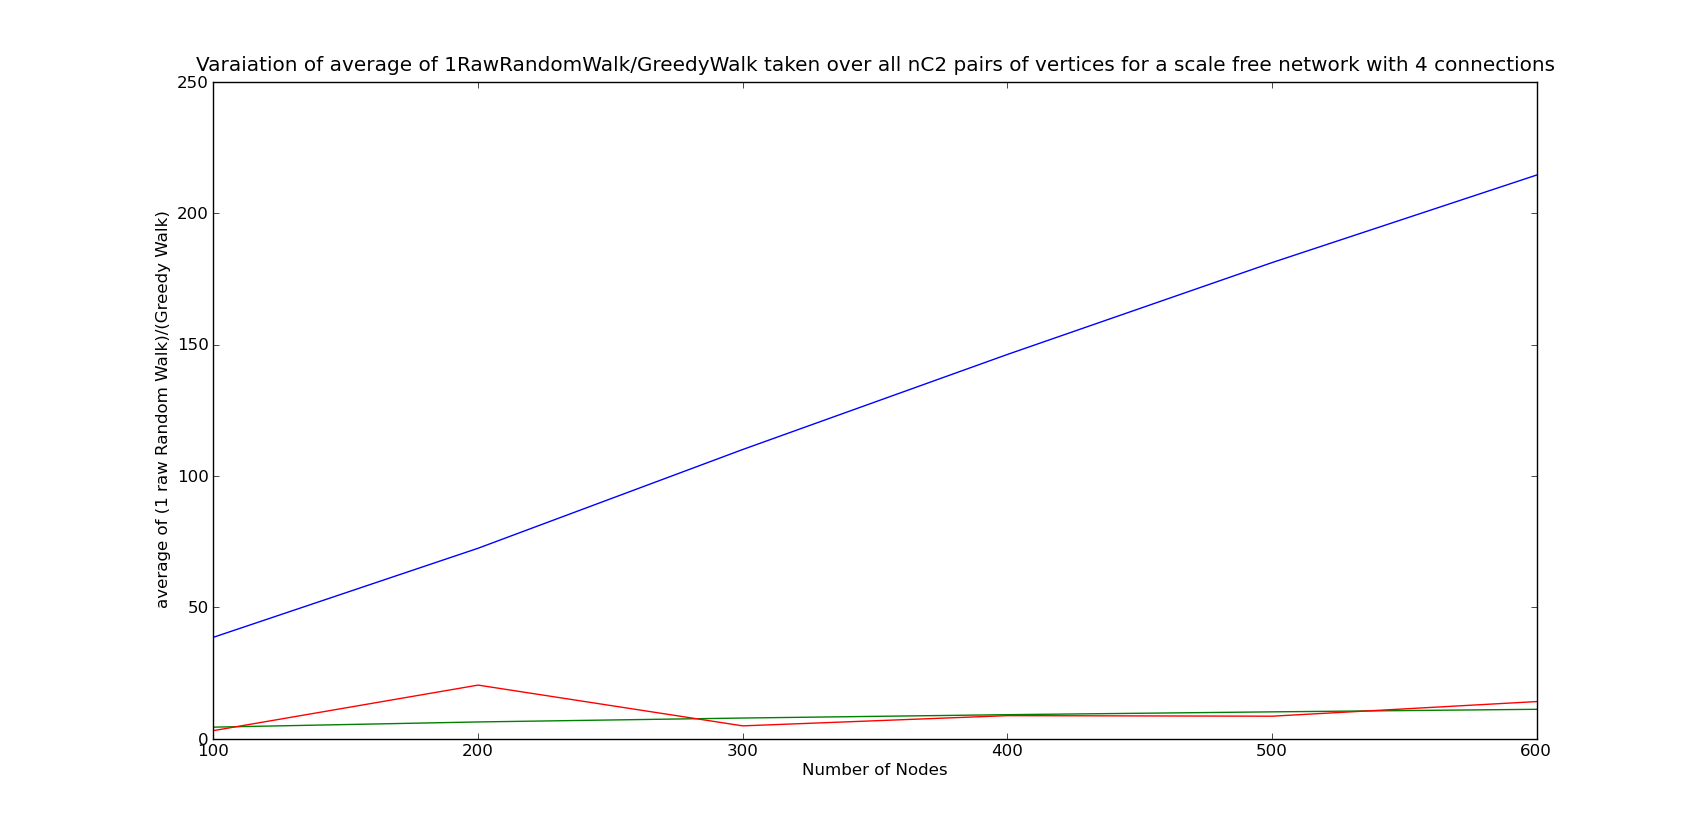 Varaiation of average of 1RawRandomWalk/GreedyWalk taken over all nC2 pairs of vertices for a scale free network with 4 connections
250
200
150
100
50
0
average of (1 raw Random Walk)/(Greedy Walk)
100 200 300 400 500 600
Number of Nodes